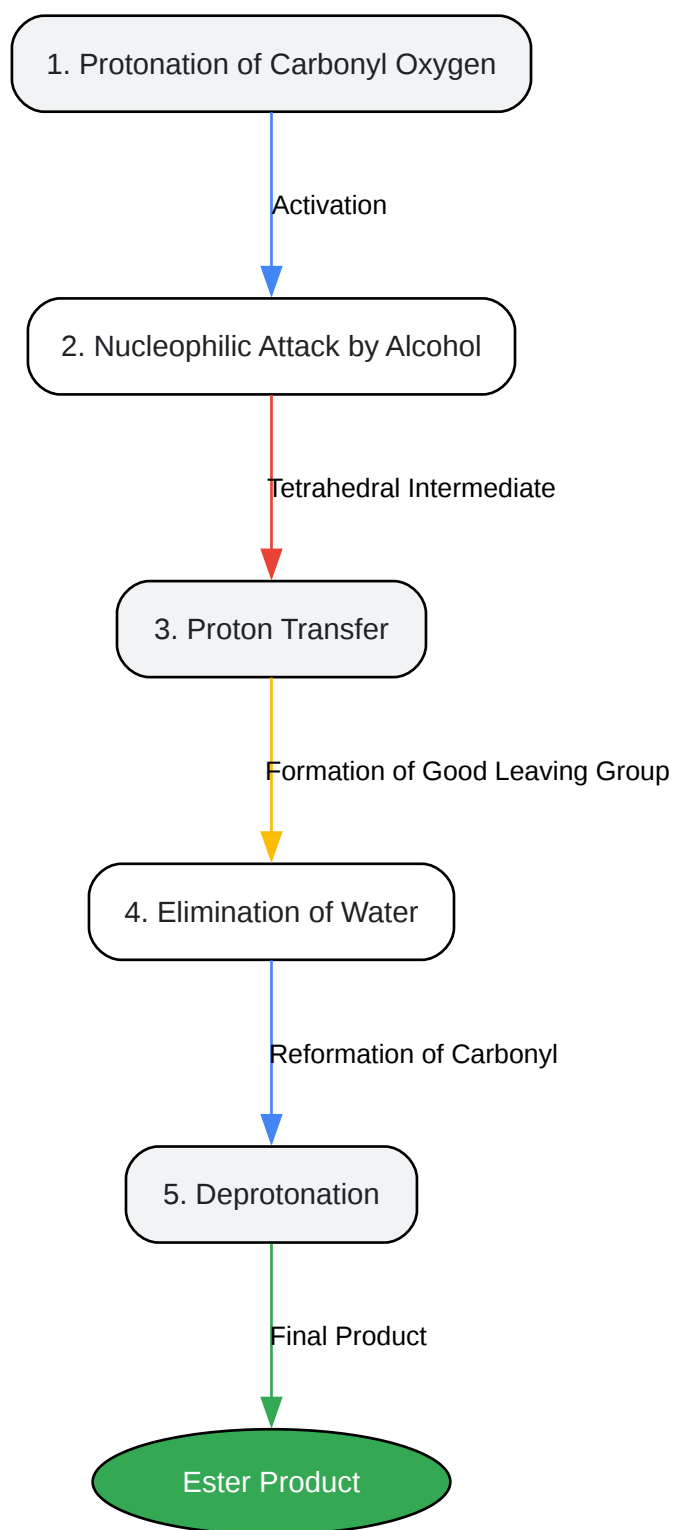 1. Protonation of Carbonyl Oxygen
Activation
2. Nucleophilic Attack by Alcohol
Tetrahedral Intermediate
3. Proton Transfer
Formation of Good Leaving Group
4. Elimination of Water
Reformation of Carbonyl
5. Deprotonation
Final Product
Ester Product